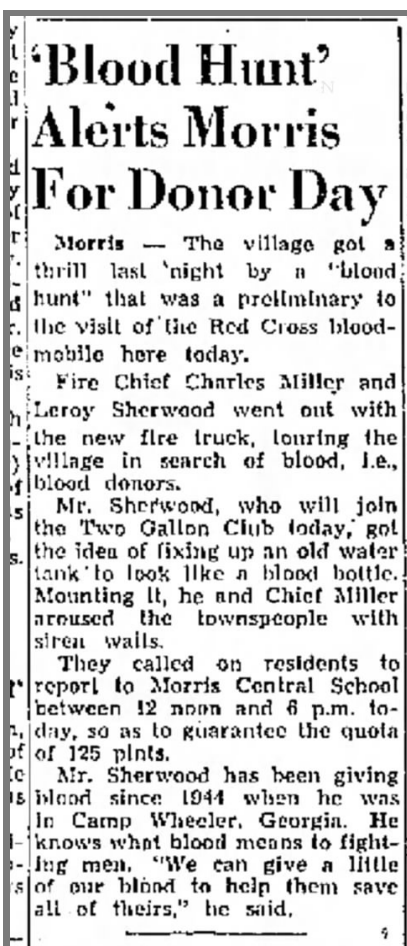 'Blood Hunt'
Alerts Morris
For Donor Day
Morris — The village got a
thrill last night by a "blood
hunt" that was a preliminary to
the visit of the Red Cross blood-
mobile here today.
Fire Chief Charles Miller and
Leroy Sherwood went out with
the new fire truck, touring the
village in search of blood, i.e.,
blood donors.
Mr. Sherwood, who will join
the Two Gallon Club today, got
the idea of fixing up an old water
tank to look like a blood bottle.
Mounting it, he and Chief Miller
aroused the townspeople with
siren wails.
They called on residents to
report to Morris Central School
between 12 noon and 6 p.m. to-
day, so as to guarantee the quota
of 125 pints.
Mr. Sherwood has been giving
blood since 1944 when he was
in Camp Wheeler, Georgia. He
knows what blood means to fight-
ing men. "We can give a little
of our blood to help them save
all of theirs," he said.